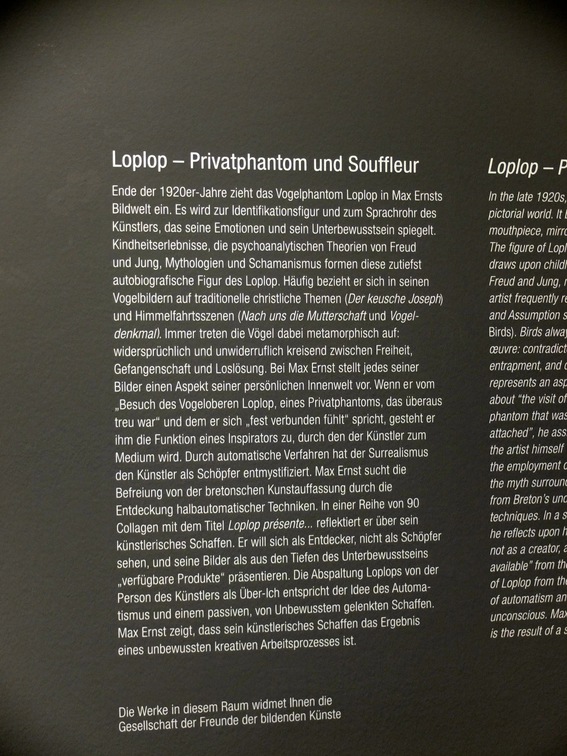 Loplop – Privatphantom und Souffleur
Ende der 1920er-Jahre zieht das Vogelphantom Loplop in Max Ernsts
Bildwelt ein. Es wird zur Identifikationsfigur und zum Sprachrohr des
Künstlers, das seine Emotionen und sein Unterbewusstsein spiegelt.
Kindheitserlebnisse, die psychoanalytischen Theorien von Freud
und Jung, Mythologien und Schamanismus formen diese zutiefst
autobiografische Figur des Loplop. Häufig bezieht er sich in seinen
Vogelbildern auf traditionelle christliche Themen (Der keusche Joseph)
und Himmelfahrtsszenen (Nach uns die Mutterschaft und Vogel-
denkmal). Immer treten die Vögel dabei metamorphisch auf:
widersprüchlich und unwiderruflich kreisend zwischen Freiheit,
Gefangenschaft und Loslösung. Bei Max Ernst stellt jedes seiner
Bilder einen Aspekt seiner persönlichen Innenwelt vor. Wenn er vom
„Besuch des Vogeloberen Loplop, eines Privatphantoms, das überaus
treu war“ und dem er sich „fest verbunden fühlt“ spricht, gesteht er
ihm die Funktion eines Inspirators zu, durch den der Künstler zum
Medium wird. Durch automatische Verfahren hat der Surrealismus
den Künstler als Schöpfer entmystifiziert. Max Ernst sucht die
Befreiung von der bretonschen Kunstauffassung durch die
Entdeckung halbautomatischer Techniken. In einer Reihe von 90
Collagen mit dem Titel Loplop présente... reflektiert er über sein
künstlerisches Schaffen. Er will sich als Entdecker, nicht als Schöpfer
sehen, und seine Bilder als aus den Tiefen des Unterbewusstseins
„verfügbare Produkte“ präsentieren. Die Abspaltung Loplops von der
Person des Künstlers als Über-Ich entspricht der Idee des Automa-
tismus und einem passiven, von Unbewusstem gelenkten Schaffen.
Max Ernst zeigt, dass sein künstlerisches Schaffen das Ergebnis
eines unbewussten kreativen Arbeitsprozesses ist.
Die Werke in diesem Raum widmet Ihnen die
Gesellschaft der Freunde der bildenden Künste
Loplop – P
In the late 1920s,
pictorial world. It
mouthpiece, mirro
The figure of Lopl
draws upon childh
Freud and Jung,
artist frequently re
and Assumption s
Birds). Birds alway
œuvre: contradict
entrapment, and
represents an asp
about “the visit of
phantom that was
attached”, he ass
the artist himself
the employment o
the myth surround
from Breton's und
techniques. In a s
he reflects upon h
not as a creator, a
available” from the
of Loplop from the
of automatism an
unconscious. Max
is the result of a s